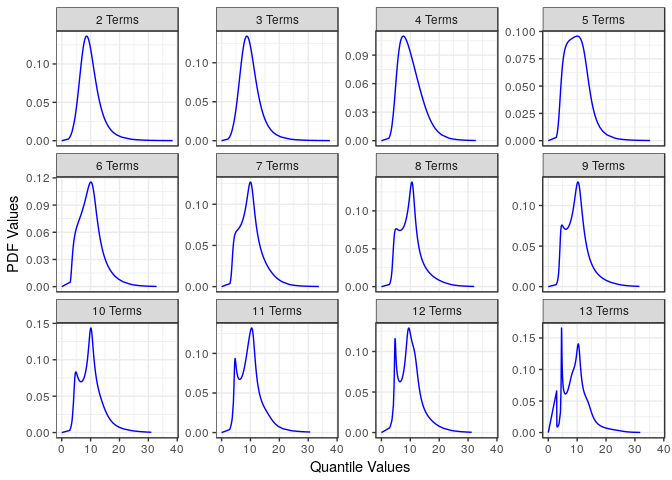 2 Terms 3 Terms 4 Terms 5 Terms
0.10 0.10 0.09 0.100
0.05 0.05 0.06 0.075
0.00 0.00 0.03 0.050
0.00 0.025
0.000
6 Terms 7 Terms 8 Terms 9 Terms
0.12 0.10 0.10 0.10
0.09 0.05 0.05 0.05
0.06 0.00 0.00 0.00
0.03
0.00
10 Terms 11 Terms 12 Terms 13 Terms
0.15 0.10 0.10 0.15
0.10 0.05 0.05 0.10
0.05 0.00 0.00 0.05
0.00 0.00
0 10 20 30 40 0 10 20 30 40 0 10 20 30 40 0 10 20 30 40
Quantile Values
PDF Values